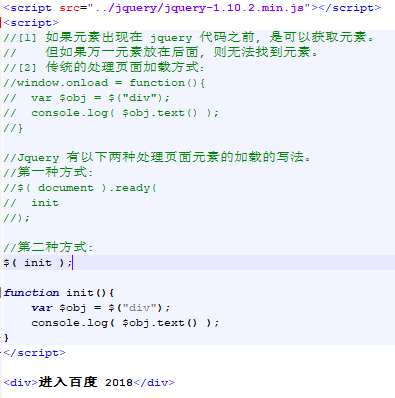 <script src="../jquery/jquery-1.10.2.min.js"></script>
<script>
//[1] 如果元素出现在 jquery 代码之前，是可以获取元素。
//    但如果万一元素放在后面，则无法找到元素。
//[2] 传统的处理页面加载方式:
//window.onload = function(){
//  var $obj = $("div");
//  console.log( $obj.text() );
//}
//Jquery 有以下两种处理页面元素的加载的写法。
//第一种方式:
//$( document ).ready(
//  init
//);
//第二种方式:
$( init );
function init(){
    var $obj = $("div");
    console.log( $obj.text() );
}
</script>
<div>进入百度 2018</div>